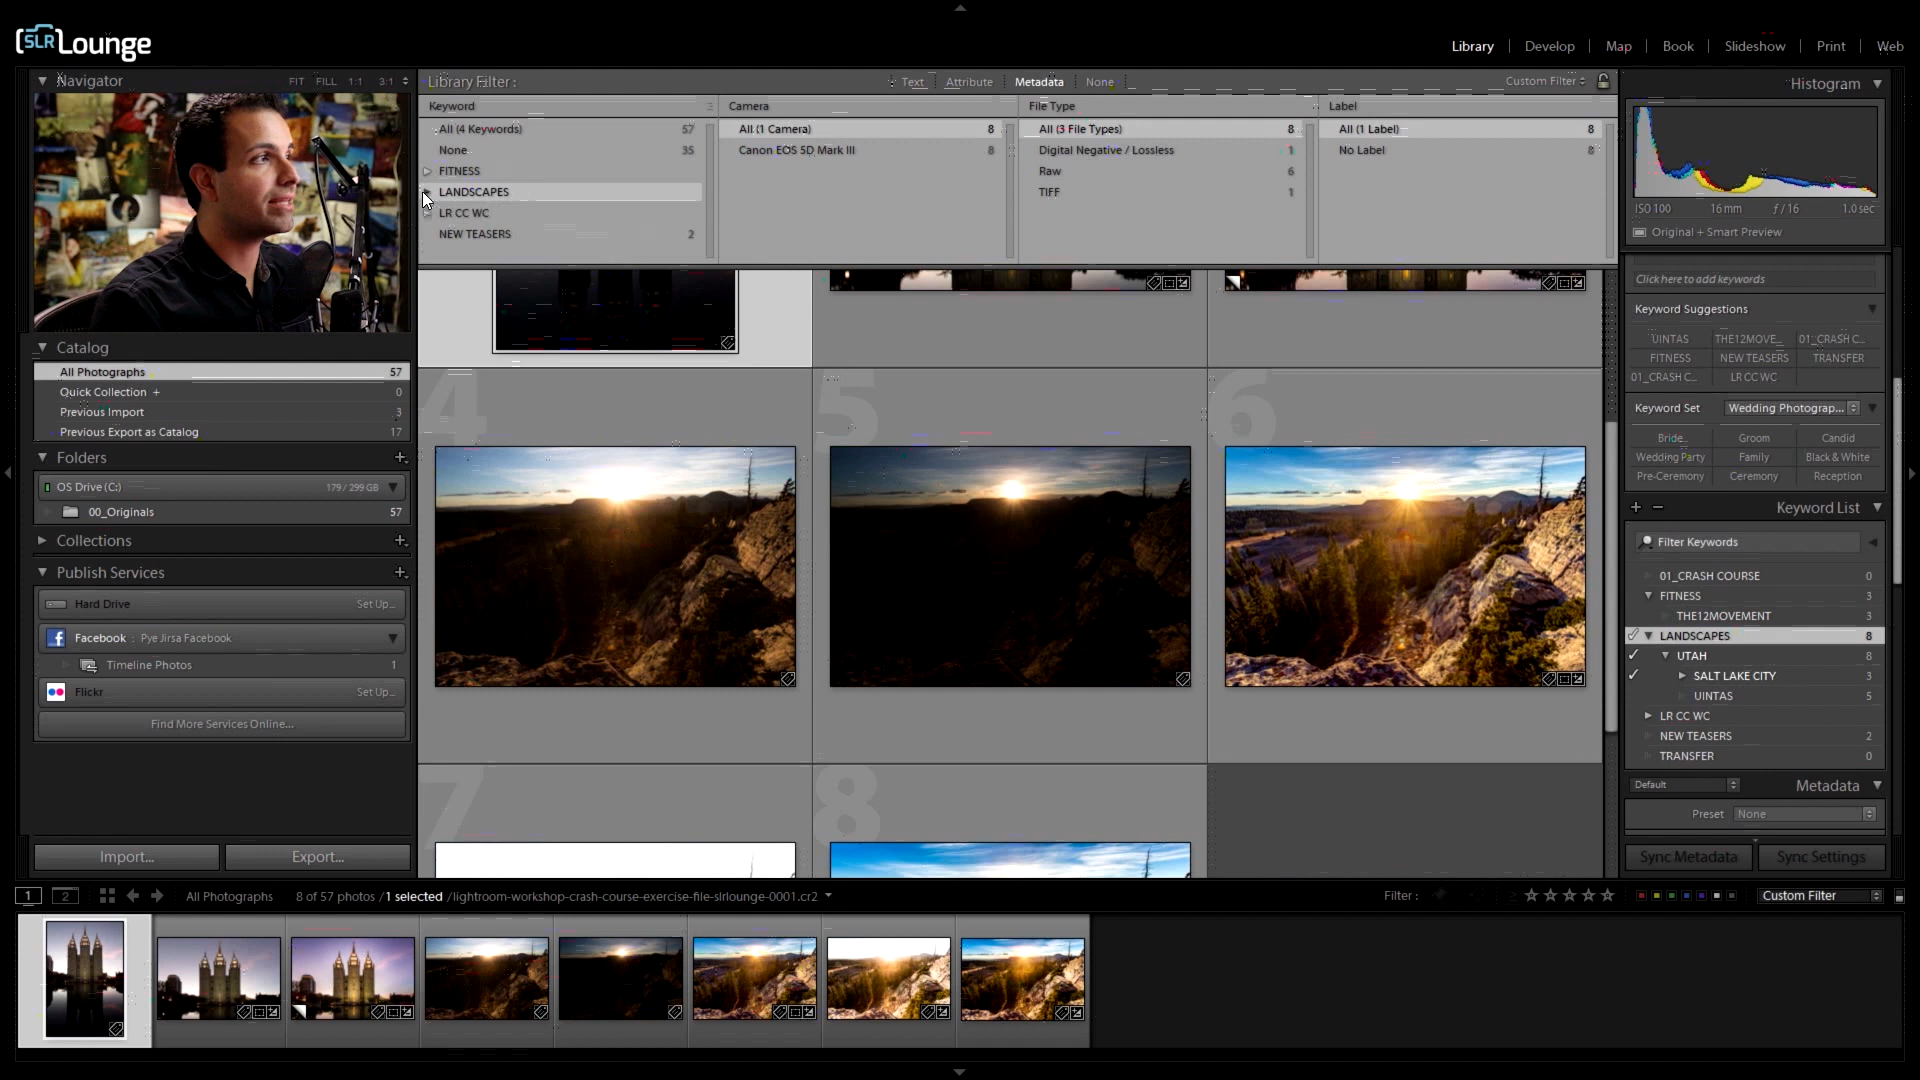 SLR Lounge
Library
Develop
Map
Book
Slideshow
Print
Web
Navigator
FIT
FILL
1:1
3:1
Library Filter :
Text
Attribute
Metadata
None
Custom Filter
Histogram
Keyword
Camera
File Type
Label
All (4 Keywords) 57
All (1 Camera) 8
All (3 File Types) 8
All (1 Label) 8
None 35
Canon EOS 5D Mark III 8
Digital Negative / Lossless 1
No Label 8
FITNESS
Raw 6
LANDSCAPES
TIFF 1
LR CC WC
NEW TEASERS 2
ISO 100
16 mm
ƒ / 16
1.0 sec
Original + Smart Preview
Click here to add keywords
Keyword Suggestions
UINTAS
THE12MOVE...
01_CRASH C...
FITNESS
NEW TEASERS
TRANSFER
01_CRASH C...
LR CC WC
Keyword Set
Wedding Photograp...
Bride
Groom
Candid
Wedding Party
Family
Black & White
Pre-Ceremony
Ceremony
Reception
Keyword List
Filter Keywords
01_CRASH COURSE 0
FITNESS 3
THE12MOVEMENT 3
LANDSCAPES 8
UTAH 8
SALT LAKE CITY 3
UINTAS 5
LR CC WC
NEW TEASERS 2
TRANSFER 0
Default
Metadata
Preset
None
Sync Metadata
Sync Settings
Catalog
All Photographs 57
Quick Collection + 0
Previous Import 3
Previous Export as Catalog 17
Folders
OS Drive (C:) 179 / 299 GB
00_Originals 57
Collections
Publish Services
Hard Drive
Set Up...
Facebook : Pye Jirsa Facebook
Timeline Photos 1
Flickr
Set Up...
Find More Services Online...
Import...
Export...
4
5
6
7
8
1
2
All Photographs
8 of 57 photos / 1 selected / lightroom-workshop-crash-course-exercise-file-slrlounge-0001.cr2
Filter :
Custom Filter